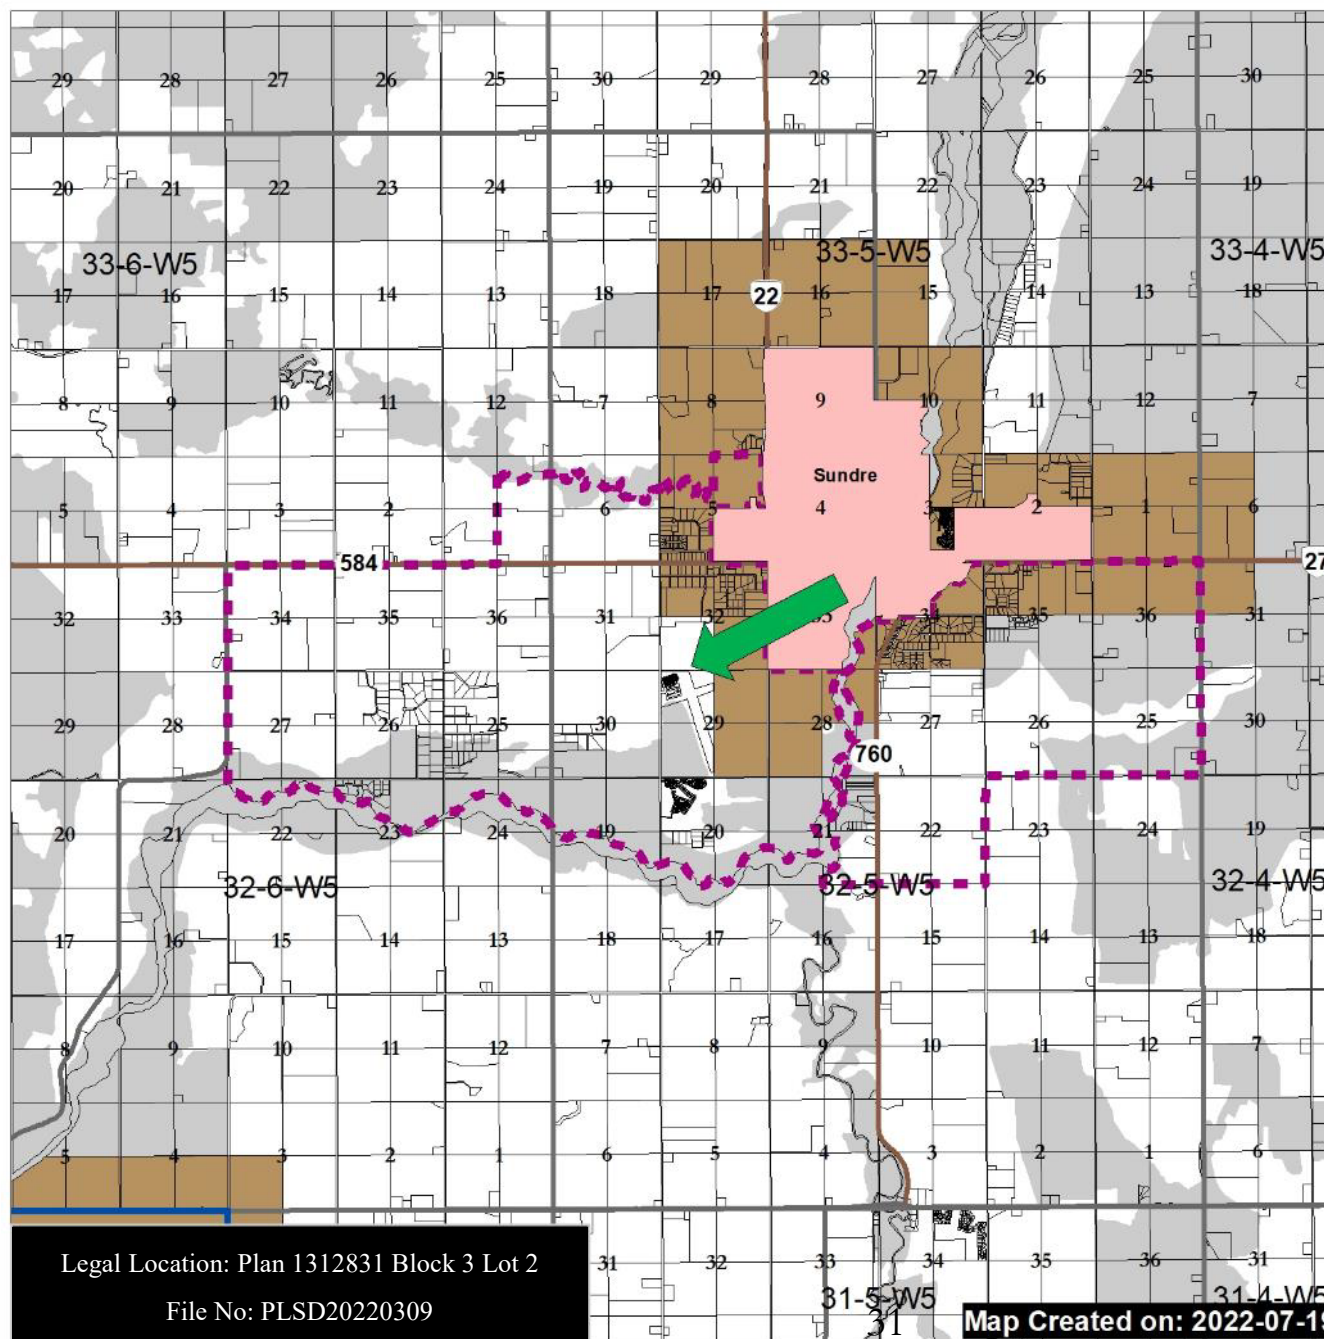 29 28 27 26 25 30 29 28 27 26 25 30
20 21 22 23 24 19 20 21 22 23 24 19
33-6-W5 33-5-W5 33-4-W5
17 16 15 14 13 18 17 22 16 15 14 13 18
8 9 10 11 12 7 8 9 10 11 12 7
Sundre
5 4 3 2 1 6 5 4 3 2 1 6
584 27
32 33 34 35 36 31 32 33 34 35 36 31
29 28 27 26 25 30 29 28 27 26 25 30
760
20 21 22 23 24 19 20 21 22 23 24 19
32-6-W5 32-5-W5 32-4-W5
17 16 15 14 13 18 17 16 15 14 13 18
8 9 10 11 12 7 8 9 10 11 12 7
5 4 3 2 1 6 5 4 3 2 1 6
31 32 33 34 35 36 31
Legal Location: Plan 1312831 Block 3 Lot 2
31-5-W5 31-4-W5
File No: PLSD20220309
31
Map Created on: 2022-07-19